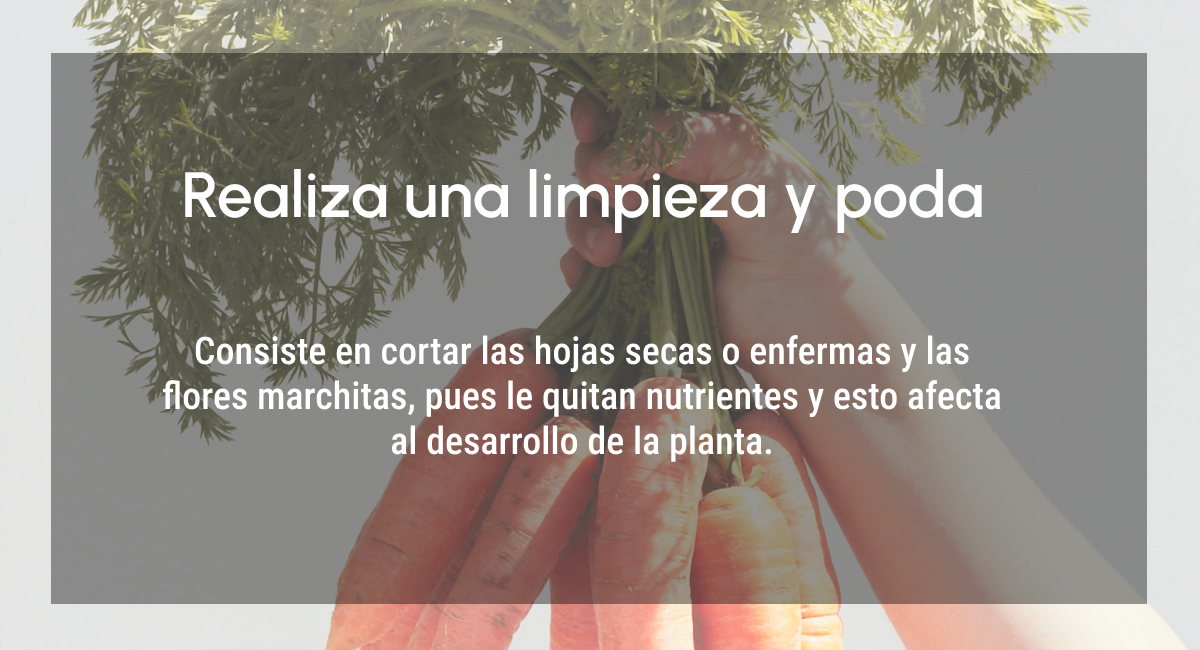 Realiza una limpieza y poda
Consiste en cortar las hojas secas o enfermas y las
flores marchitas, pues le quitan nutrientes y esto afecta
al desarrollo de la planta.